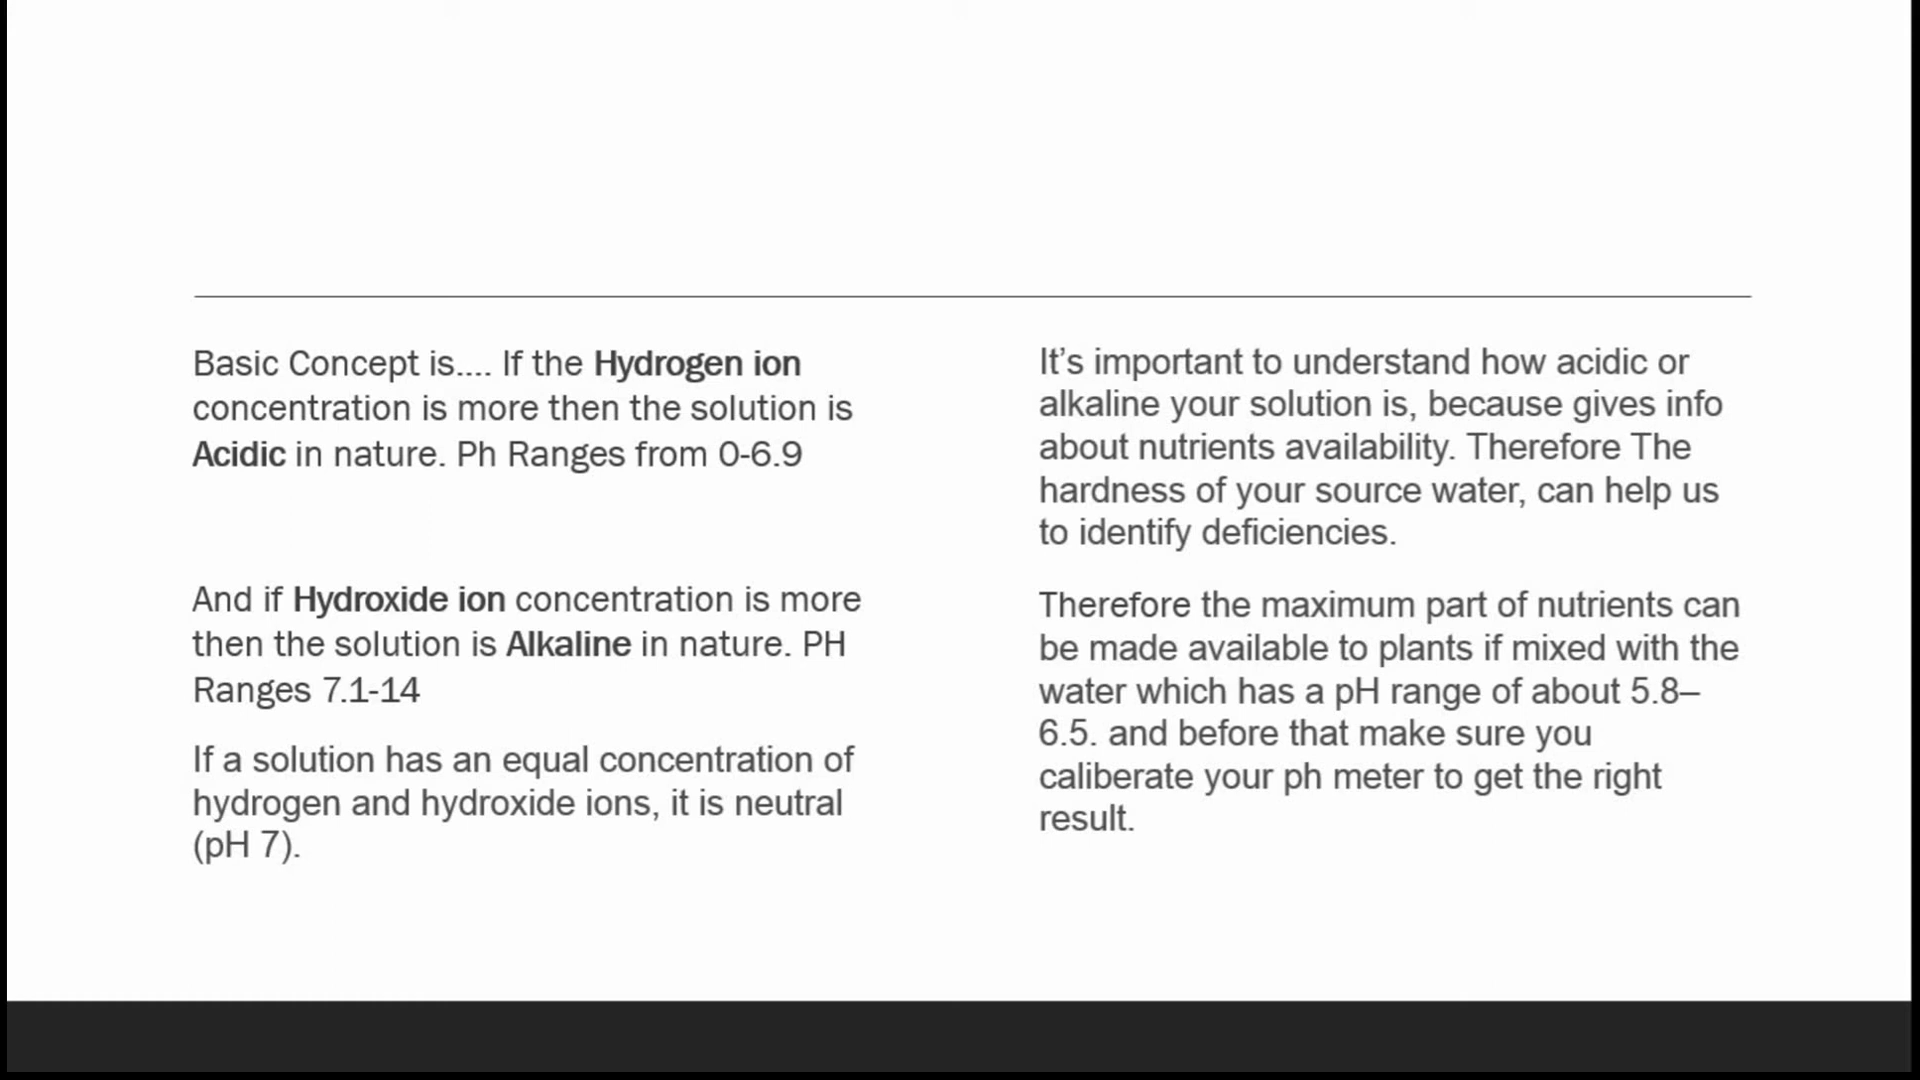 Basic Concept is.... If the Hydrogen ion
concentration is more then the solution is
Acidic in nature. Ph Ranges from 0-6.9
And if Hydroxide ion concentration is more
then the solution is Alkaline in nature. PH
Ranges 7.1-14
If a solution has an equal concentration of
hydrogen and hydroxide ions, it is neutral
(pH 7).
It’s important to understand how acidic or
alkaline your solution is, because gives info
about nutrients availability. Therefore The
hardness of your source water, can help us
to identify deficiencies.
Therefore the maximum part of nutrients can
be made available to plants if mixed with the
water which has a pH range of about 5.8–
6.5. and before that make sure you
caliberate your ph meter to get the right
result.